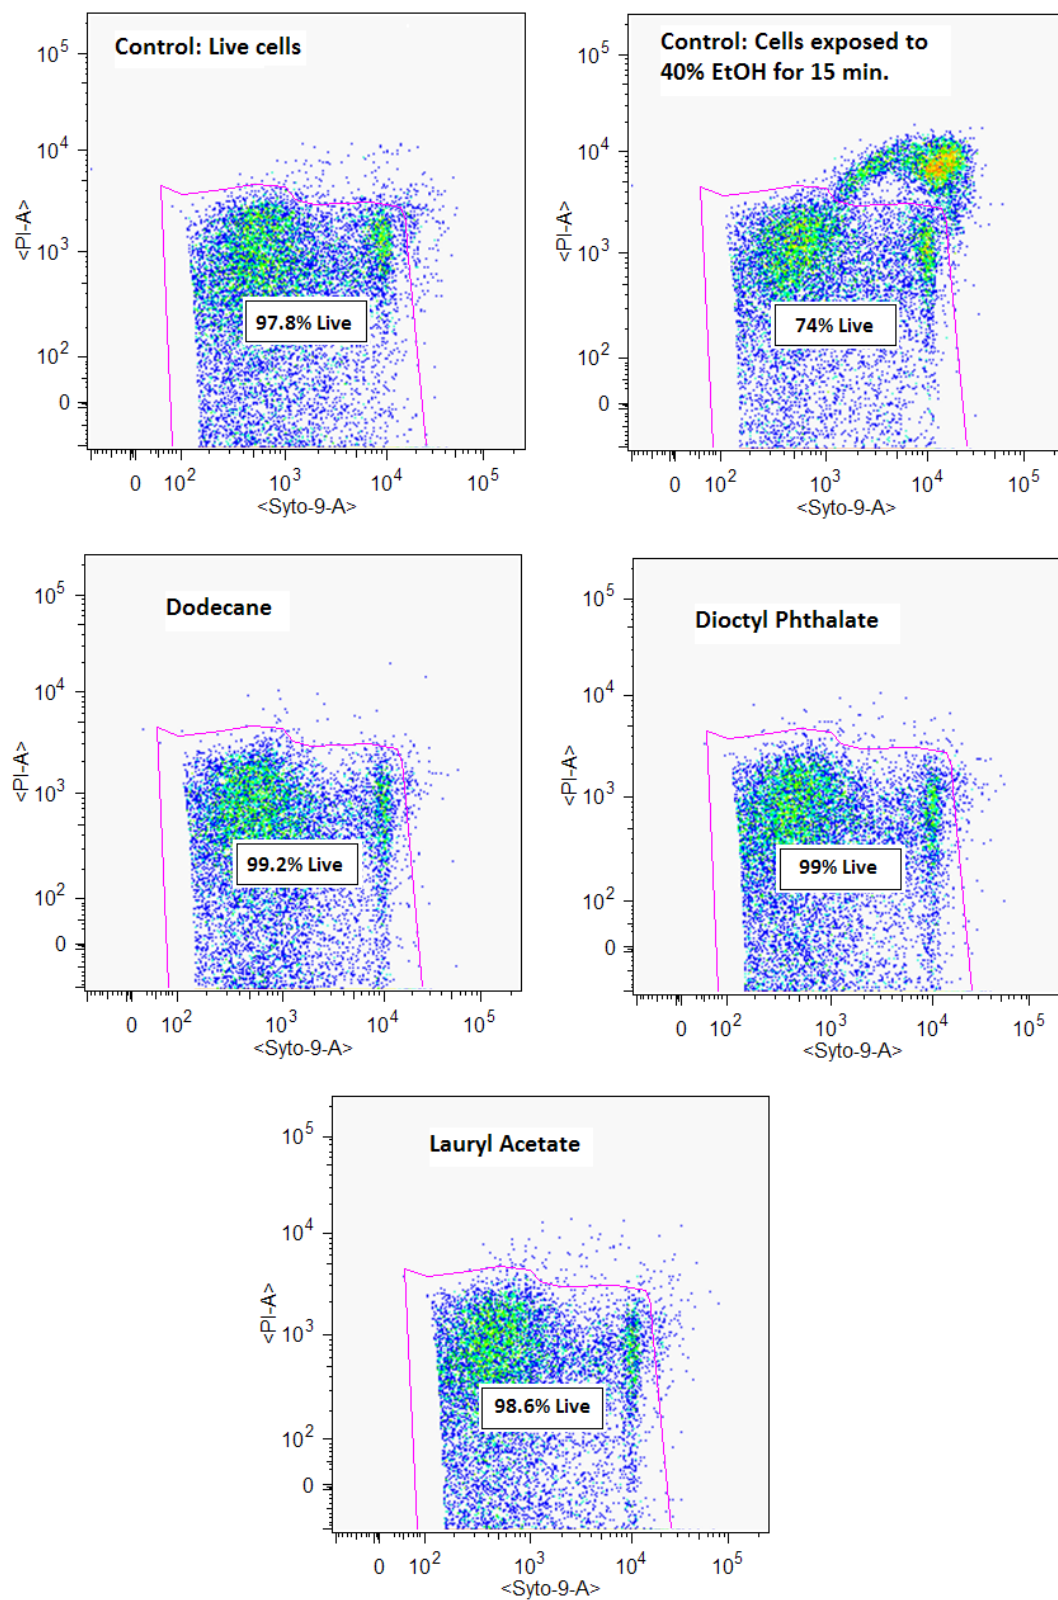 Control: Live cells
10^5
10^4
10^3
10^2
0
<PI-A>
97.8% Live
0 10^2 10^3 10^4 10^5
<Syto-9-A>
Control: Cells exposed to
40% EtOH for 15 min.
10^5
10^4
10^3
10^2
0
<PI-A>
74% Live
0 10^2 10^3 10^4 10^5
<Syto-9-A>
Dodecane
10^5
10^4
10^3
10^2
0
<PI-A>
99.2% Live
0 10^2 10^3 10^4 10^5
<Syto-9-A>
Dioctyl Phthalate
10^5
10^4
10^3
10^2
0
<PI-A>
99% Live
0 10^2 10^3 10^4 10^5
<Syto-9-A>
Lauryl Acetate
10^5
10^4
10^3
10^2
0
<PI-A>
98.6% Live
0 10^2 10^3 10^4 10^5
<Syto-9-A>